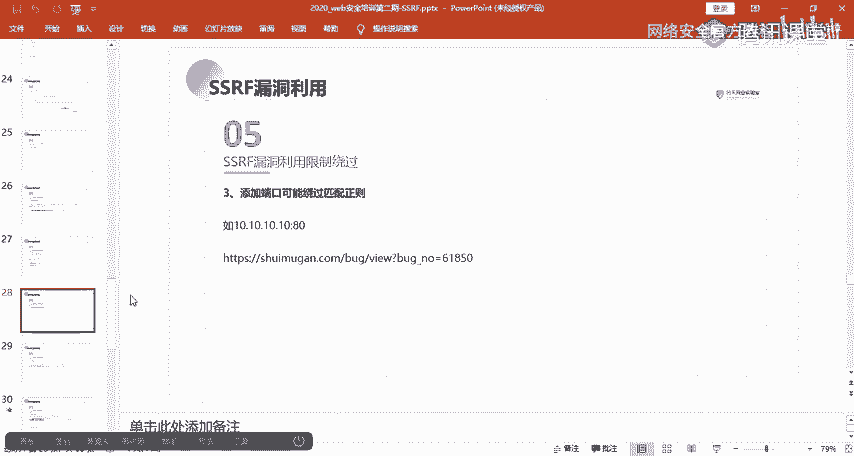 2020_web安全培训第二期-SSRF.pptx - PowerPoint (未经授权产品)
登录
文件 开始 插入 设计 切换 动画 幻灯片放映 审阅 视图 帮助 操作说明搜索
网络安全官方
腾讯课堂
24
25
26
27
28
29
30
SSRF漏洞利用
05
SSRF漏洞利用限制绕过
3、添加端口可能绕过匹配正则
如10.10.10.10:80
https://shuimugan.com/bug/view?bug_no=61850
单击此处添加备注
备注 批注
79%